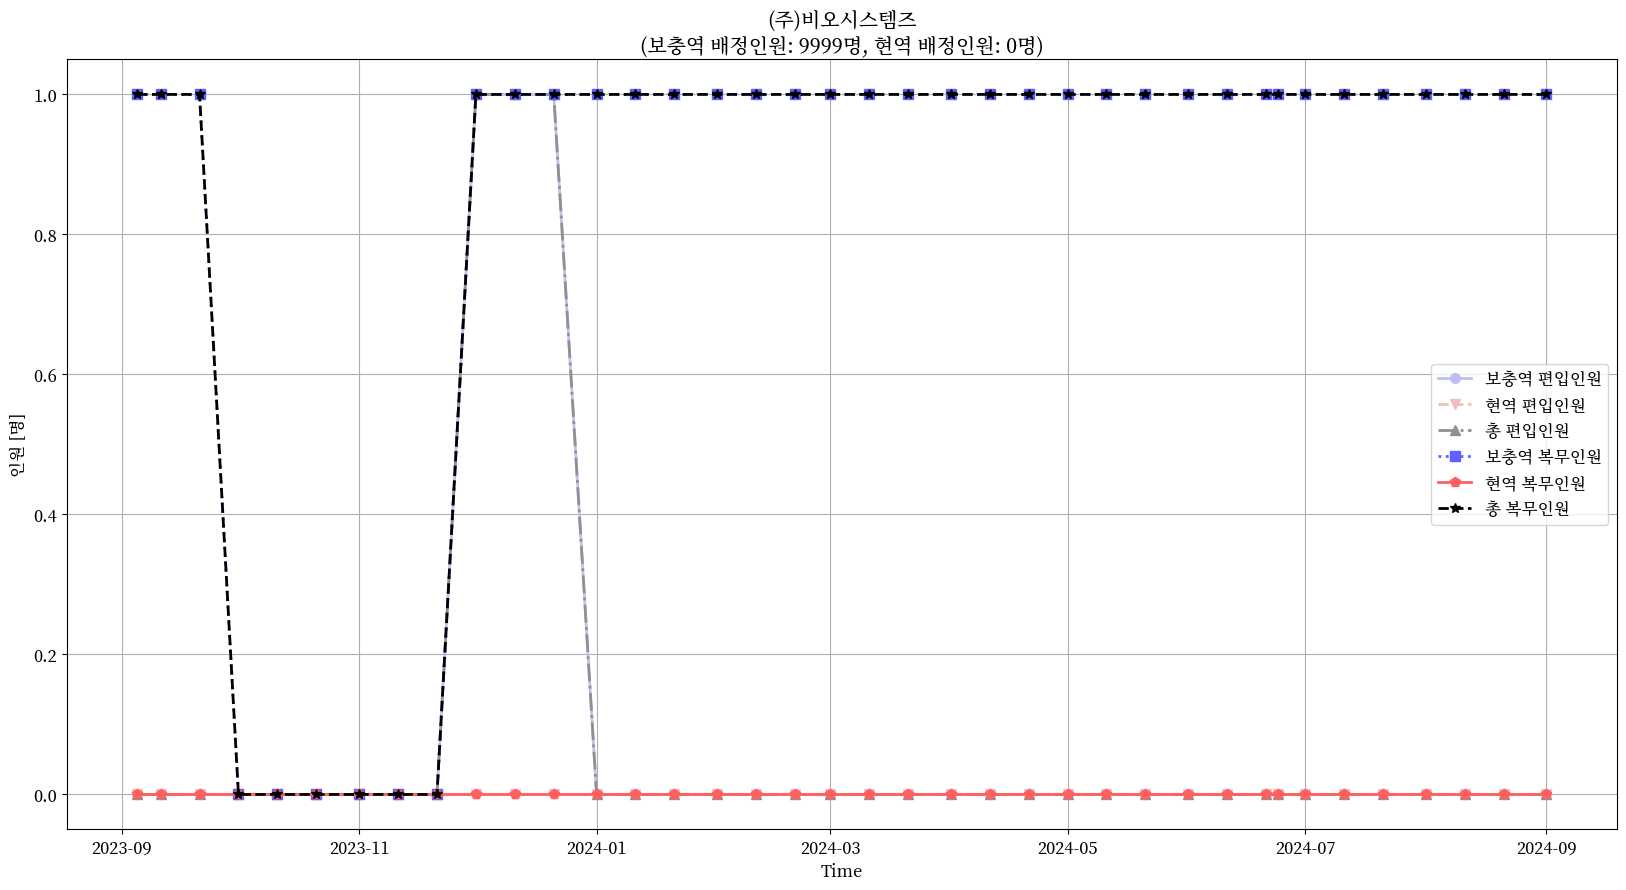 (주)비오시스템즈
(보충역 배정인원: 9999명, 현역 배정인원: 0명)
인원 [명]
1.0
0.8
0.6
0.4
0.2
0.0
보충역 편입인원
현역 편입인원
총 편입인원
보충역 복무인원
현역 복무인원
총 복무인원
2023-09 2023-11 2024-01 2024-03 2024-05 2024-07 2024-09
Time